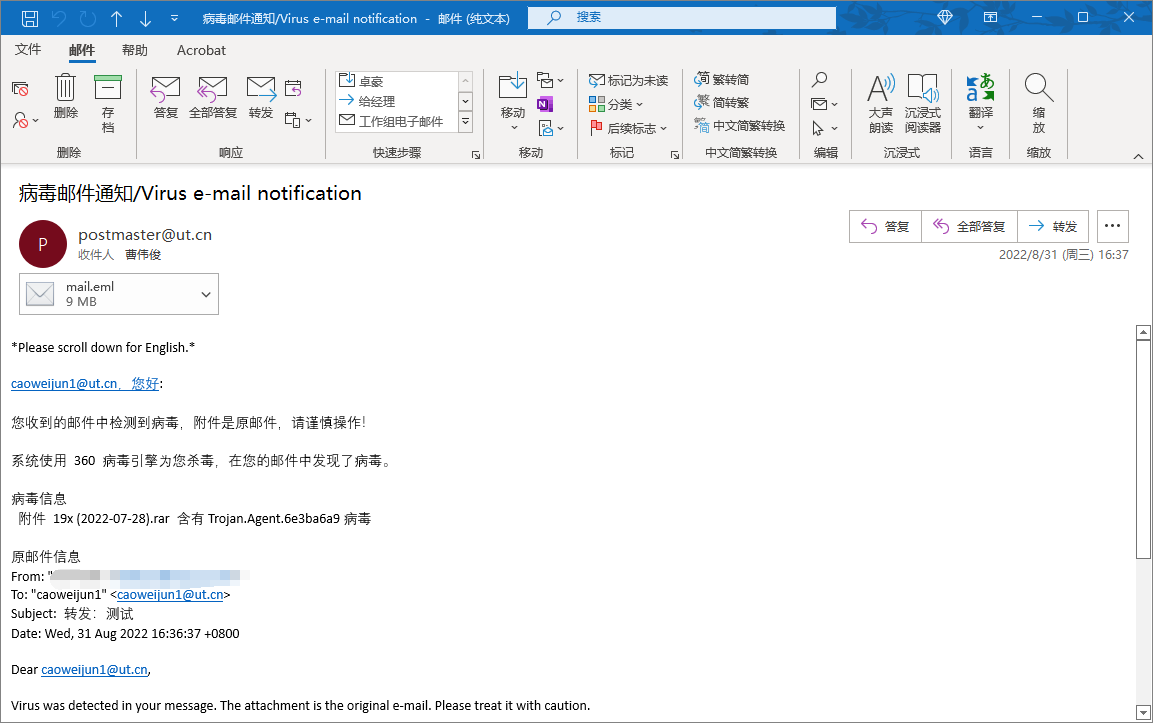 病毒邮件通知/Virus e-mail notification - 邮件 (纯文本)
搜索
文件 邮件 帮助 Acrobat
删除
存档
答复
全部答复
转发
卓豪
给经理
工作组电子邮件
移动
标记为未读
分类
后续标志
繁转简
简转繁
中文简繁转换
大声朗读
沉浸式阅读器
翻译
缩放
删除 响应 快速步骤 移动 标记 中文简繁转换 编辑 沉浸式 语言 缩放
病毒邮件通知/Virus e-mail notification
P
postmaster@ut.cn
收件人 曹伟俊
答复 全部答复 转发
2022/8/31 (周三) 16:37
mail.eml
9 MB
*Please scroll down for English.*
caoweijun1@ut.cn，您好:
您收到的邮件中检测到病毒，附件是原邮件，请谨慎操作！
系统使用 360 病毒引擎为您杀毒，在您的邮件中发现了病毒。
病毒信息
附件 19x (2022-07-28).rar 含有 Trojan.Agent.6e3ba6a9 病毒
原邮件信息
From: "
To: "caoweijun1" <caoweijun1@ut.cn>
Subject: 转发：测试
Date: Wed, 31 Aug 2022 16:36:37 +0800
Dear caoweijun1@ut.cn,
Virus was detected in your message. The attachment is the original e-mail. Please treat it with caution.